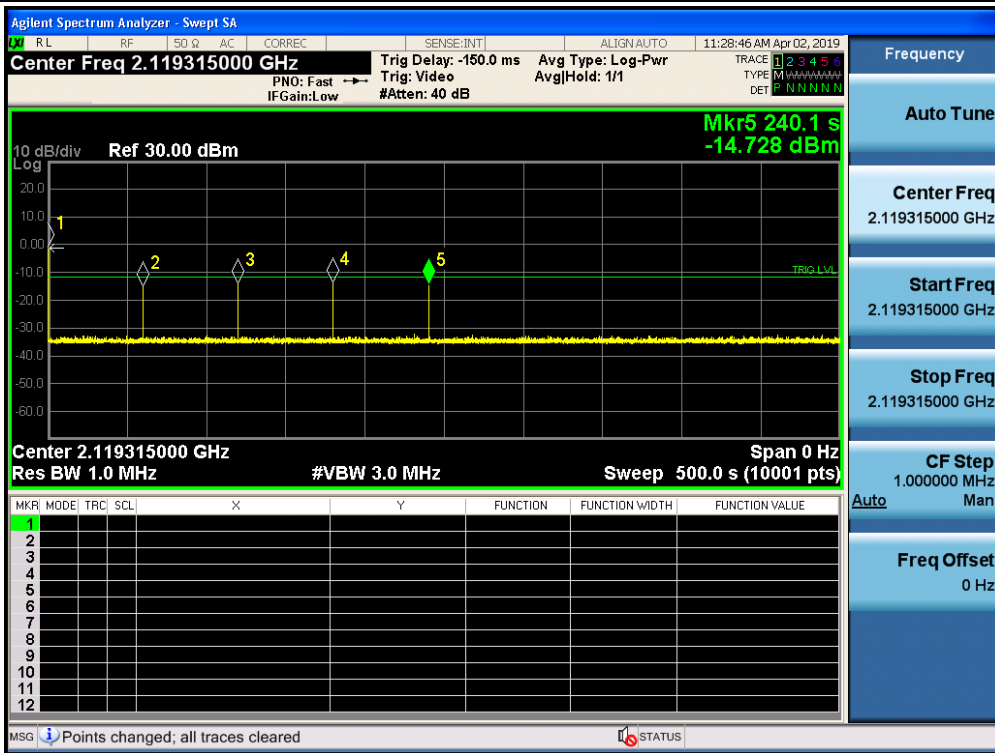 Agilent Spectrum Analyzer - Swept SA
LXI RL RF 50 Ω AC CORREC SENSE:INT ALIGN AUTO 11:28:46 AM Apr 02, 2019
Center Freq 2.119315000 GHz Trig Delay: -150.0 ms Avg Type: Log-Pwr TRACE 1 2 3 4 5 6
PNO: Fast Trig: Video Avg|Hold: 1/1 TYPE M WWWWW
IFGain:Low #Atten: 40 dB DET P N N N N N
Mkr5 240.1 s
10 dB/div Ref 30.00 dBm -14.728 dBm
Log
20.0
10.0
0.00
-10.0
-20.0
-30.0
-40.0
-50.0
-60.0
1
2
3
4
5
TRIG LVL
Center 2.119315000 GHz Span 0 Hz
Res BW 1.0 MHz #VBW 3.0 MHz Sweep 500.0 s (10001 pts)
MKR MODE TRC SCL X Y FUNCTION FUNCTION WIDTH FUNCTION VALUE
1
2
3
4
5
6
7
8
9
10
11
12
MSG Points changed; all traces cleared STATUS
Frequency
Auto Tune
Center Freq
2.119315000 GHz
Start Freq
2.119315000 GHz
Stop Freq
2.119315000 GHz
CF Step
1.000000 MHz
Auto Man
Freq Offset
0 Hz